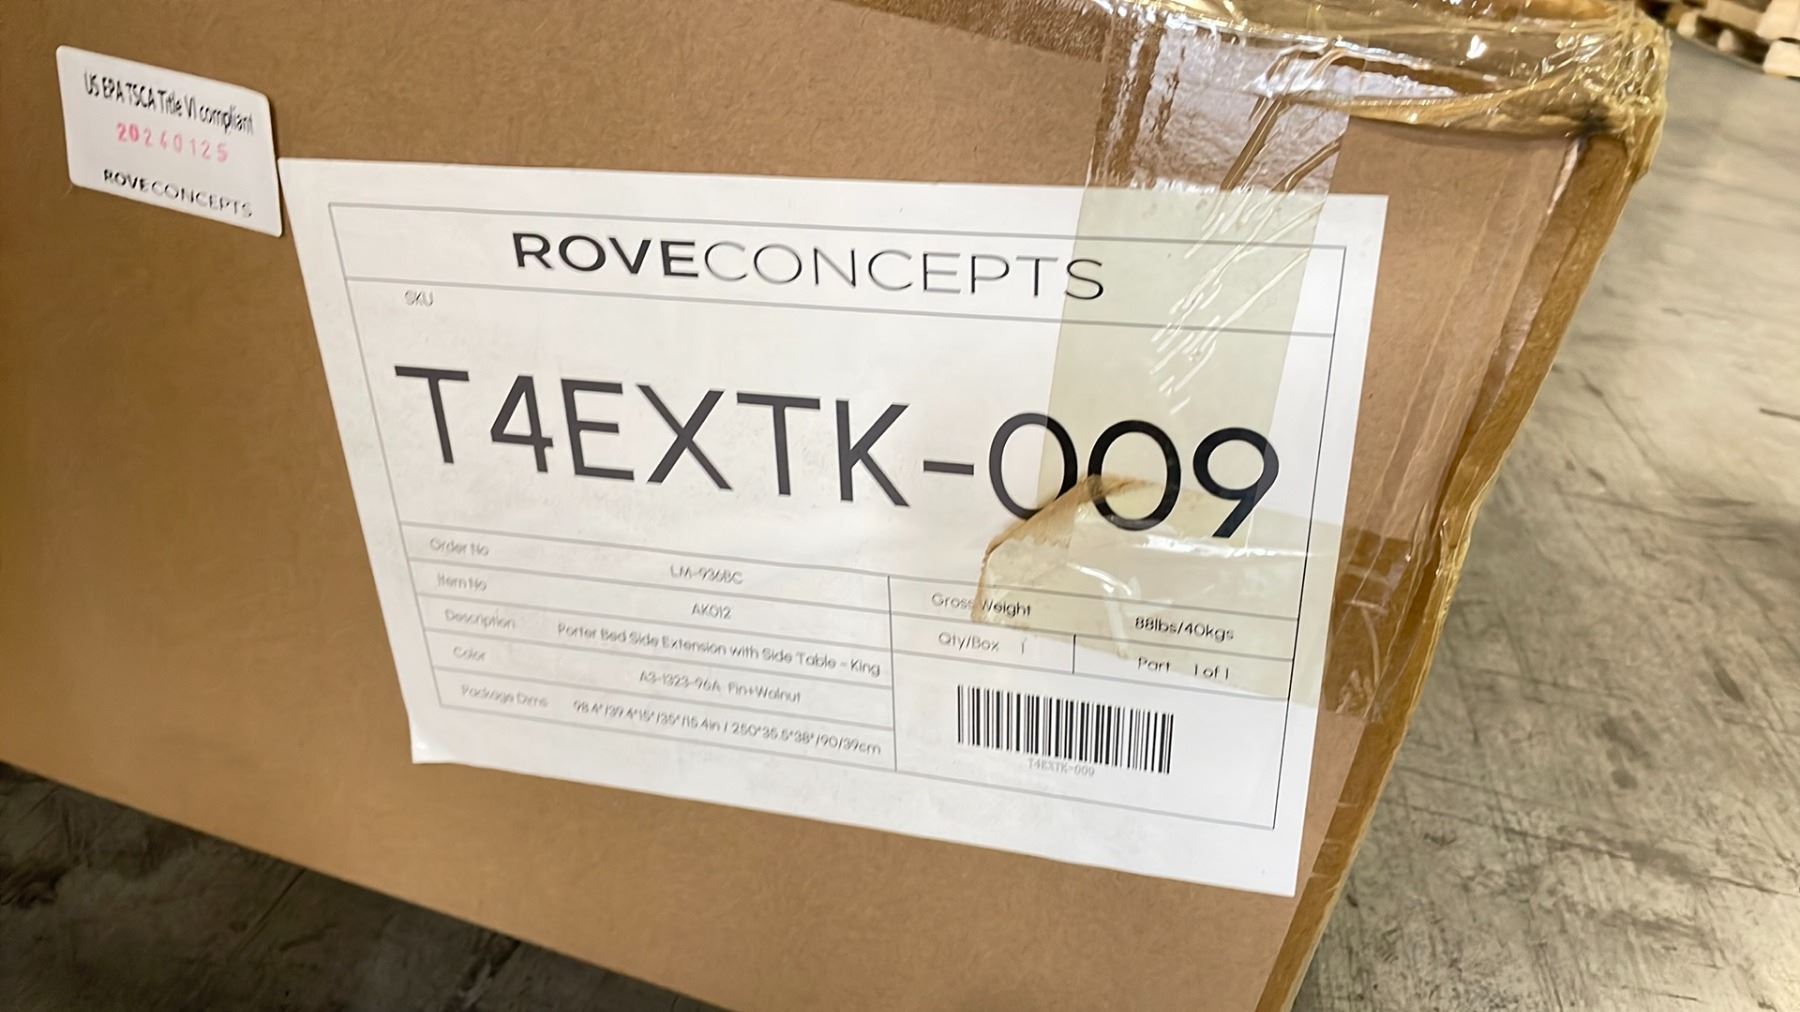 US EPA TSCA Title VI compliant
20240125
ROVECONCEPTS
ROVECONCEPTS
SKU
T4EXTK-009
Order No LM-936BC
Item No AK012
Description Porter Bed Side Extension with Side Table - King
Color A3-1323-96A Fin+Walnut
Package Dims
Gross Weight 88lbs/40kgs
Qty/Box 1 Part 1 of 1
T4EXTK-009